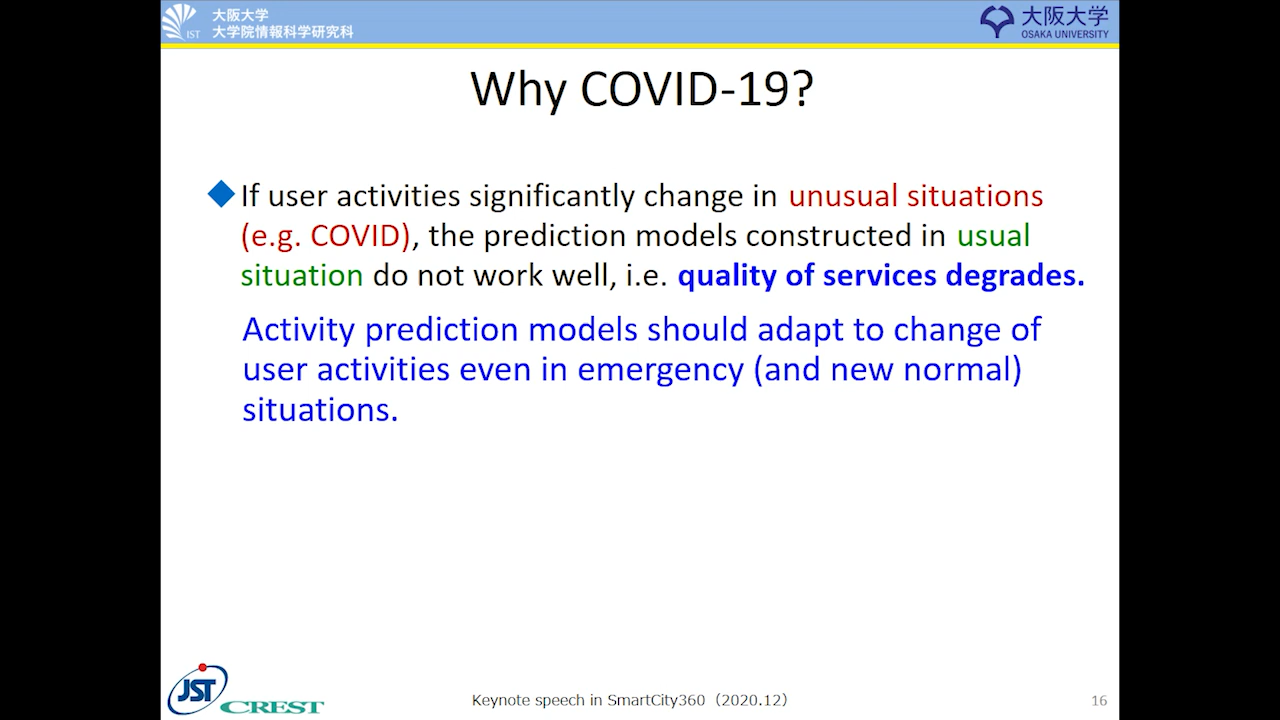 大阪大学
大学院情報科学研究科
IST
大阪大学
OSAKA UNIVERSITY
Why COVID-19?
If user activities significantly change in unusual situations
(e.g. COVID), the prediction models constructed in usual
situation do not work well, i.e. quality of services degrades.
Activity prediction models should adapt to change of
user activities even in emergency (and new normal)
situations.
JST
CREST
Keynote speech in SmartCity360（2020.12）
16